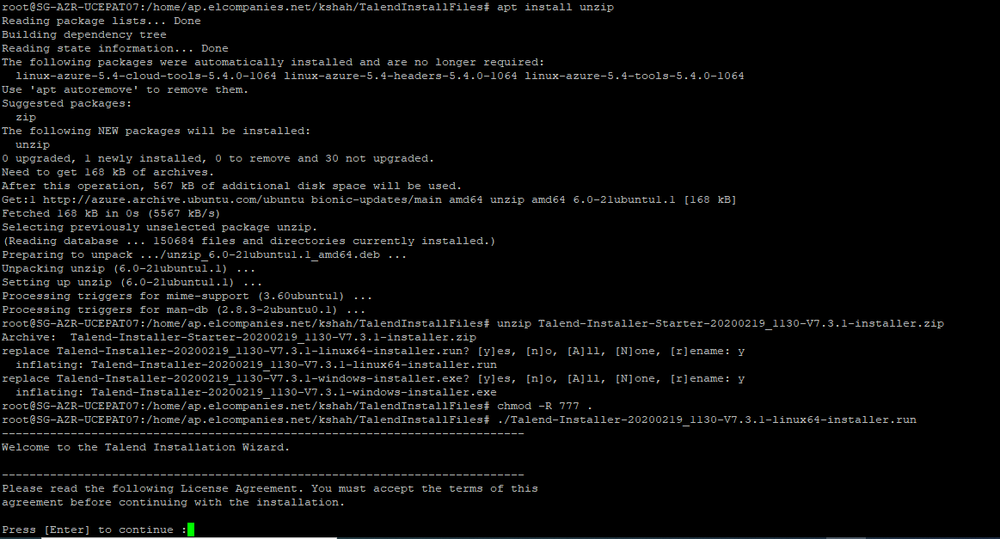 root@SG-AZR-UCEPAT07:/home/ap.elcompanies.net/kshah/TalendInstallFiles# apt install unzip
Reading package lists... Done
Building dependency tree
Reading state information... Done
The following packages were automatically installed and are no longer required:
  linux-azure-5.4-cloud-tools-5.4.0-1064 linux-azure-5.4-headers-5.4.0-1064 linux-azure-5.4-tools-5.4.0-1064
Use 'apt autoremove' to remove them.
Suggested packages:
  zip
The following NEW packages will be installed:
  unzip
0 upgraded, 1 newly installed, 0 to remove and 30 not upgraded.
Need to get 168 kB of archives.
After this operation, 567 kB of additional disk space will be used.
Get:1 http://azure.archive.ubuntu.com/ubuntu bionic-updates/main amd64 unzip amd64 6.0-21ubuntu1.1 [168 kB]
Fetched 168 kB in 0s (5567 kB/s)
Selecting previously unselected package unzip.
(Reading database ... 150684 files and directories currently installed.)
Preparing to unpack .../unzip_6.0-21ubuntu1.1_amd64.deb ...
Unpacking unzip (6.0-21ubuntu1.1) ...
Setting up unzip (6.0-21ubuntu1.1) ...
Processing triggers for mime-support (3.60ubuntu1) ...
Processing triggers for man-db (2.8.3-2ubuntu0.1) ...
root@SG-AZR-UCEPAT07:/home/ap.elcompanies.net/kshah/TalendInstallFiles# unzip Talend-Installer-Starter-20200219_1130-V7.3.1-installer.zip
Archive:  Talend-Installer-Starter-20200219_1130-V7.3.1-installer.zip
replace Talend-Installer-20200219_1130-V7.3.1-linux64-installer.run? [y]es, [n]o, [A]ll, [N]one, [r]ename: y
  inflating: Talend-Installer-20200219_1130-V7.3.1-linux64-installer.run
replace Talend-Installer-20200219_1130-V7.3.1-windows-installer.exe? [y]es, [n]o, [A]ll, [N]one, [r]ename: y
  inflating: Talend-Installer-20200219_1130-V7.3.1-windows-installer.exe
root@SG-AZR-UCEPAT07:/home/ap.elcompanies.net/kshah/TalendInstallFiles# chmod -R 777 .
root@SG-AZR-UCEPAT07:/home/ap.elcompanies.net/kshah/TalendInstallFiles# ./Talend-Installer-20200219_1130-V7.3.1-linux64-installer.run
----------------------------------------------------------------------------
Welcome to the Talend Installation Wizard.
----------------------------------------------------------------------------
Please read the following License Agreement. You must accept the terms of this
agreement before continuing with the installation.
Press [Enter] to continue :